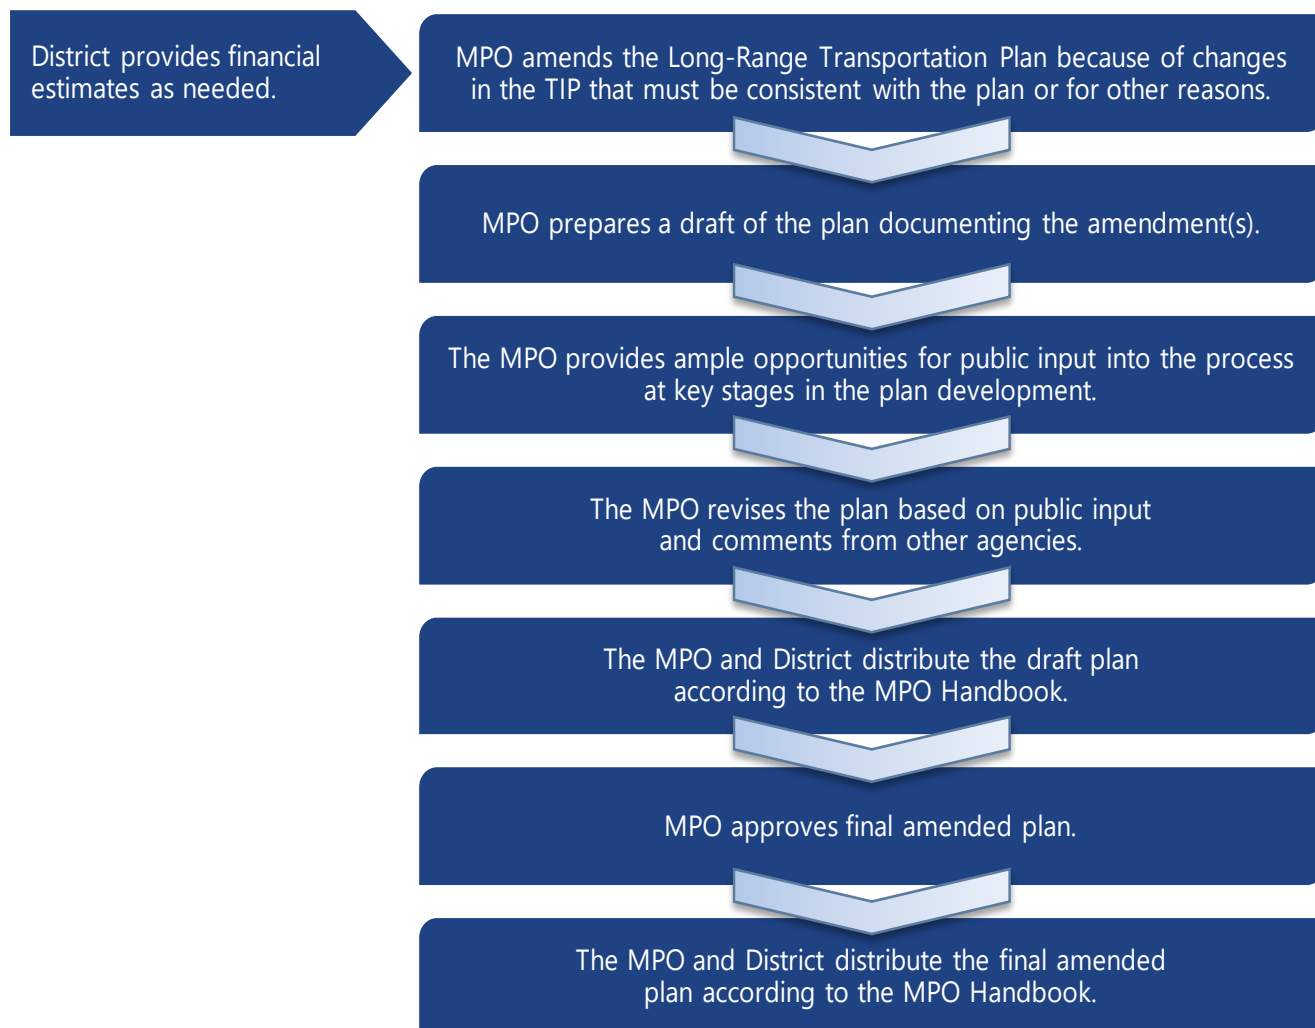 District provides financial
estimates as needed.
MPO amends the Long-Range Transportation Plan because of changes
in the TIP that must be consistent with the plan or for other reasons.
MPO prepares a draft of the plan documenting the amendment(s).
The MPO provides ample opportunities for public input into the process
at key stages in the plan development.
The MPO revises the plan based on public input
and comments from other agencies.
The MPO and District distribute the draft plan
according to the MPO Handbook.
MPO approves final amended plan.
The MPO and District distribute the final amended
plan according to the MPO Handbook.